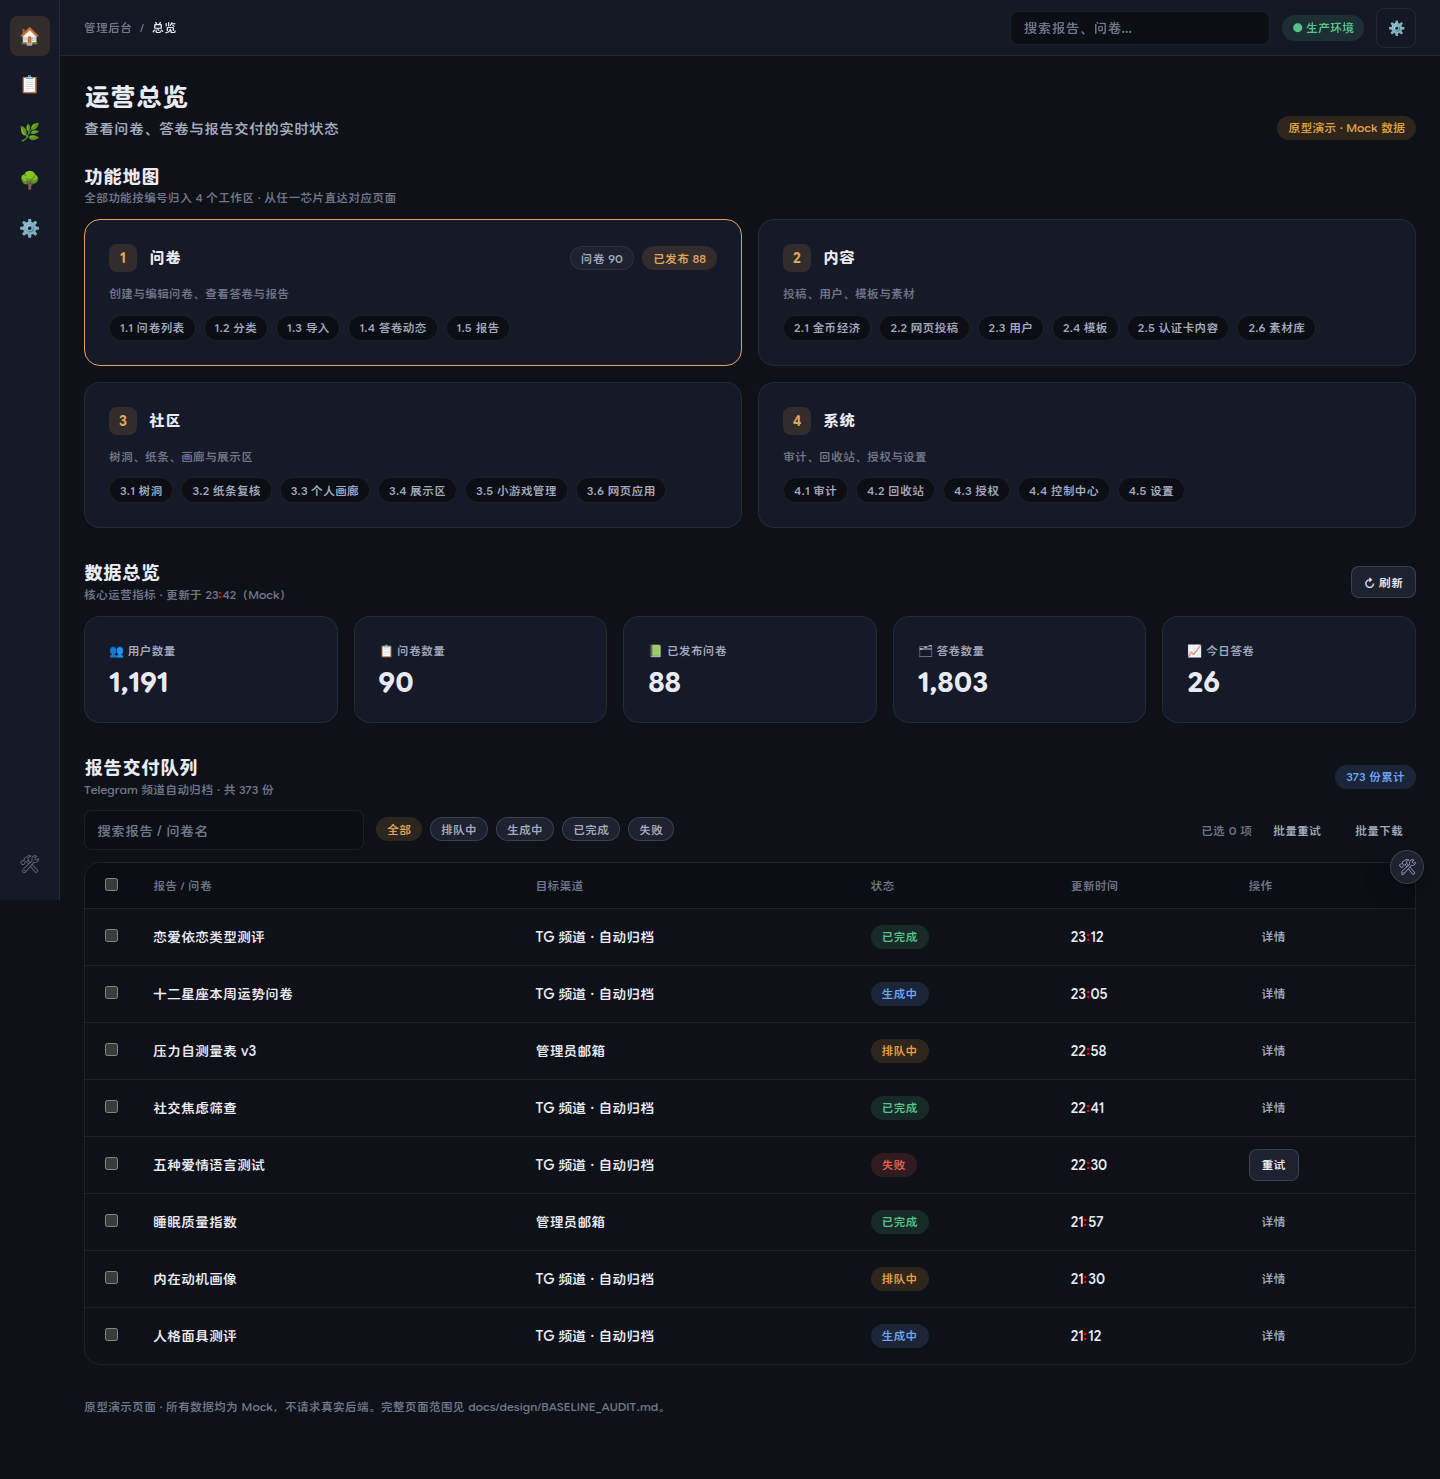 管理后台 / 总览
搜索报告、问卷...
生产环境
运营总览
查看问卷、答卷与报告交付的实时状态
原型演示 · Mock 数据
功能地图
全部功能按编号归入 4 个工作区 · 从任一芯片直达对应页面
1 问卷 问卷 90 已发布 88
创建与编辑问卷、查看答卷与报告
1.1 问卷列表 1.2 分类 1.3 导入 1.4 答卷动态 1.5 报告
2 内容
投稿、用户、模板与素材
2.1 金币经济 2.2 网页投稿 2.3 用户 2.4 模板 2.5 认证卡内容 2.6 素材库
3 社区
树洞、纸条、画廊与展示区
3.1 树洞 3.2 纸条复核 3.3 个人画廊 3.4 展示区 3.5 小游戏管理 3.6 网页应用
4 系统
审计、回收站、授权与设置
4.1 审计 4.2 回收站 4.3 授权 4.4 控制中心 4.5 设置
数据总览
核心运营指标 · 更新于 23:42（Mock）
↻ 刷新
用户数量
1,191
问卷数量
90
已发布问卷
88
答卷数量
1,803
今日答卷
26
报告交付队列
Telegram 频道自动归档 · 共 373 份
373 份累计
搜索报告 / 问卷名
全部 排队中 生成中 已完成 失败
已选 0 项 批量重试 批量下载
报告 / 问卷 目标渠道 状态 更新时间 操作
恋爱依恋类型测评 TG 频道 · 自动归档 已完成 23:12 详情
十二星座本周运势问卷 TG 频道 · 自动归档 生成中 23:05 详情
压力自测量表 v3 管理员邮箱 排队中 22:58 详情
社交焦虑筛查 TG 频道 · 自动归档 已完成 22:41 详情
五种爱情语言测试 TG 频道 · 自动归档 失败 22:30 重试
睡眠质量指数 管理员邮箱 已完成 21:57 详情
内在动机画像 TG 频道 · 自动归档 排队中 21:30 详情
人格面具测评 TG 频道 · 自动归档 生成中 21:12 详情
原型演示页面 · 所有数据均为 Mock，不请求真实后端。完整页面范围见 docs/design/BASELINE_AUDIT.md。